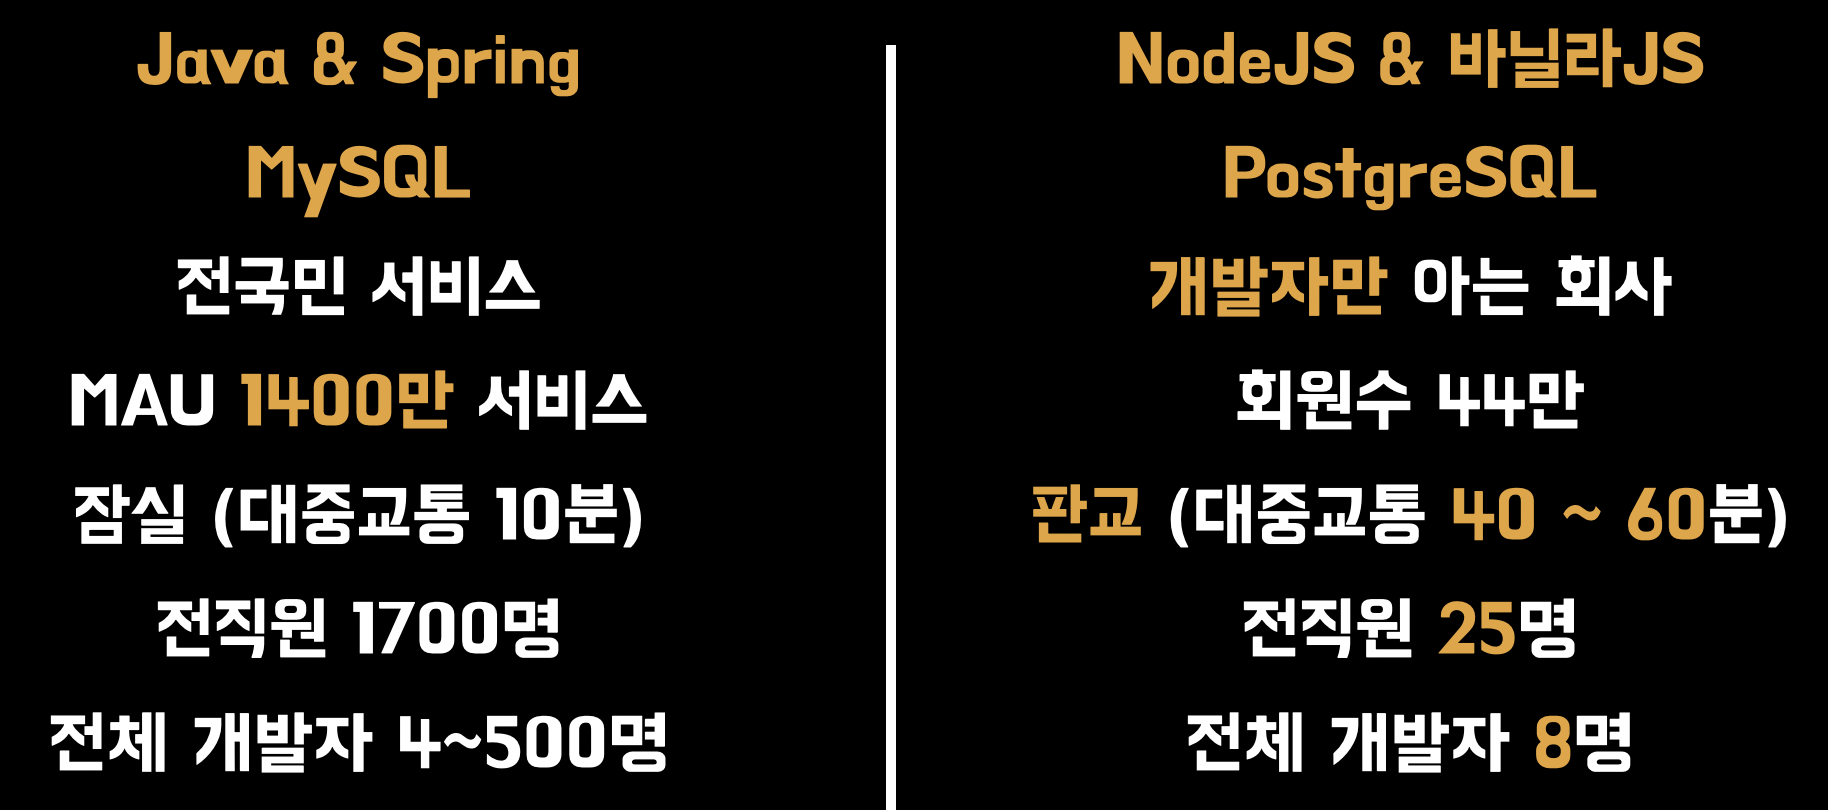 Java & Spring
MySQL
전국민 서비스
MAU 1400만 서비스
잠실 (대중교통 10분)
전직원 1700명
전체 개발자 4~500명
NodeJS & 바닐라JS
PostgreSQL
개발자만 아는 회사
회원수 44만
판교 (대중교통 40 ~ 60분)
전직원 25명
전체 개발자 8명